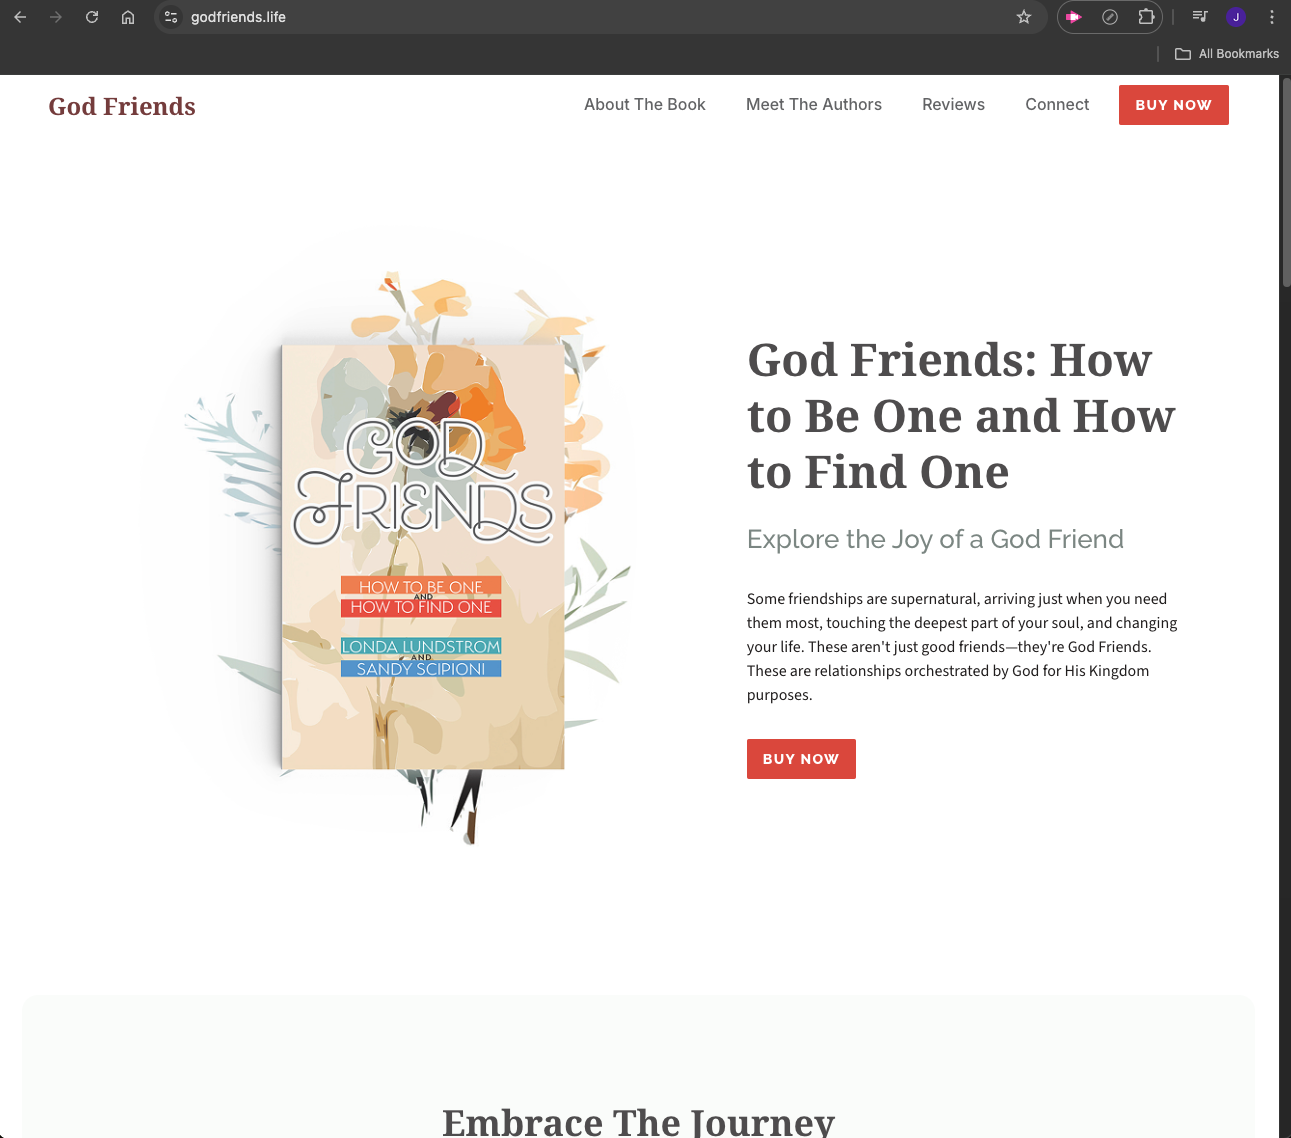 godfriends.life
J
All Bookmarks
God Friends
About The Book
Meet The Authors
Reviews
Connect
BUY NOW
GOD
FRIENDS
HOW TO BE ONE
AND
HOW TO FIND ONE
LONDA LUNDSTROM
AND
SANDY SCIPIONI
God Friends: How
to Be One and How
to Find One
Explore the Joy of a God Friend
Some friendships are supernatural, arriving just when you need
them most, touching the deepest part of your soul, and changing
your life. These aren't just good friends—they're God Friends.
These are relationships orchestrated by God for His Kingdom
purposes.
BUY NOW
Embrace The Journey